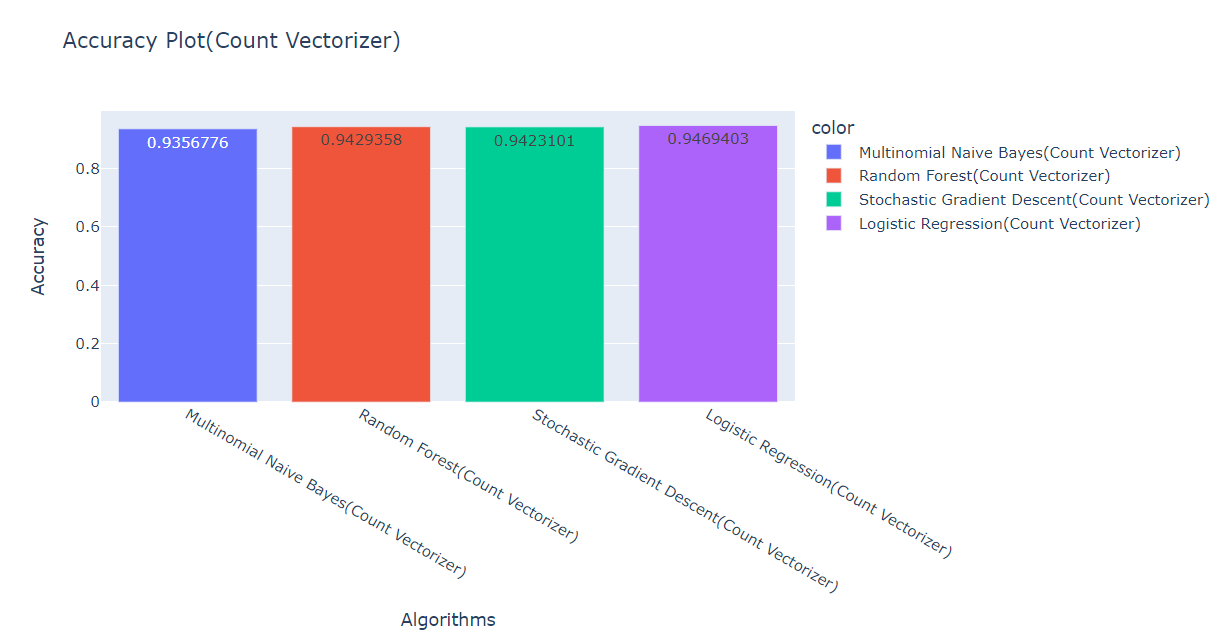 Accuracy Plot(Count Vectorizer)
Accuracy
0.8
0.6
0.4
0.2
0
0.9356776
0.9429358
0.9423101
0.9469403
Multinomial Naive Bayes(Count Vectorizer)
Random Forest(Count Vectorizer)
Stochastic Gradient Descent(Count Vectorizer)
Logistic Regression(Count Vectorizer)
Algorithms
color
Multinomial Naive Bayes(Count Vectorizer)
Random Forest(Count Vectorizer)
Stochastic Gradient Descent(Count Vectorizer)
Logistic Regression(Count Vectorizer)